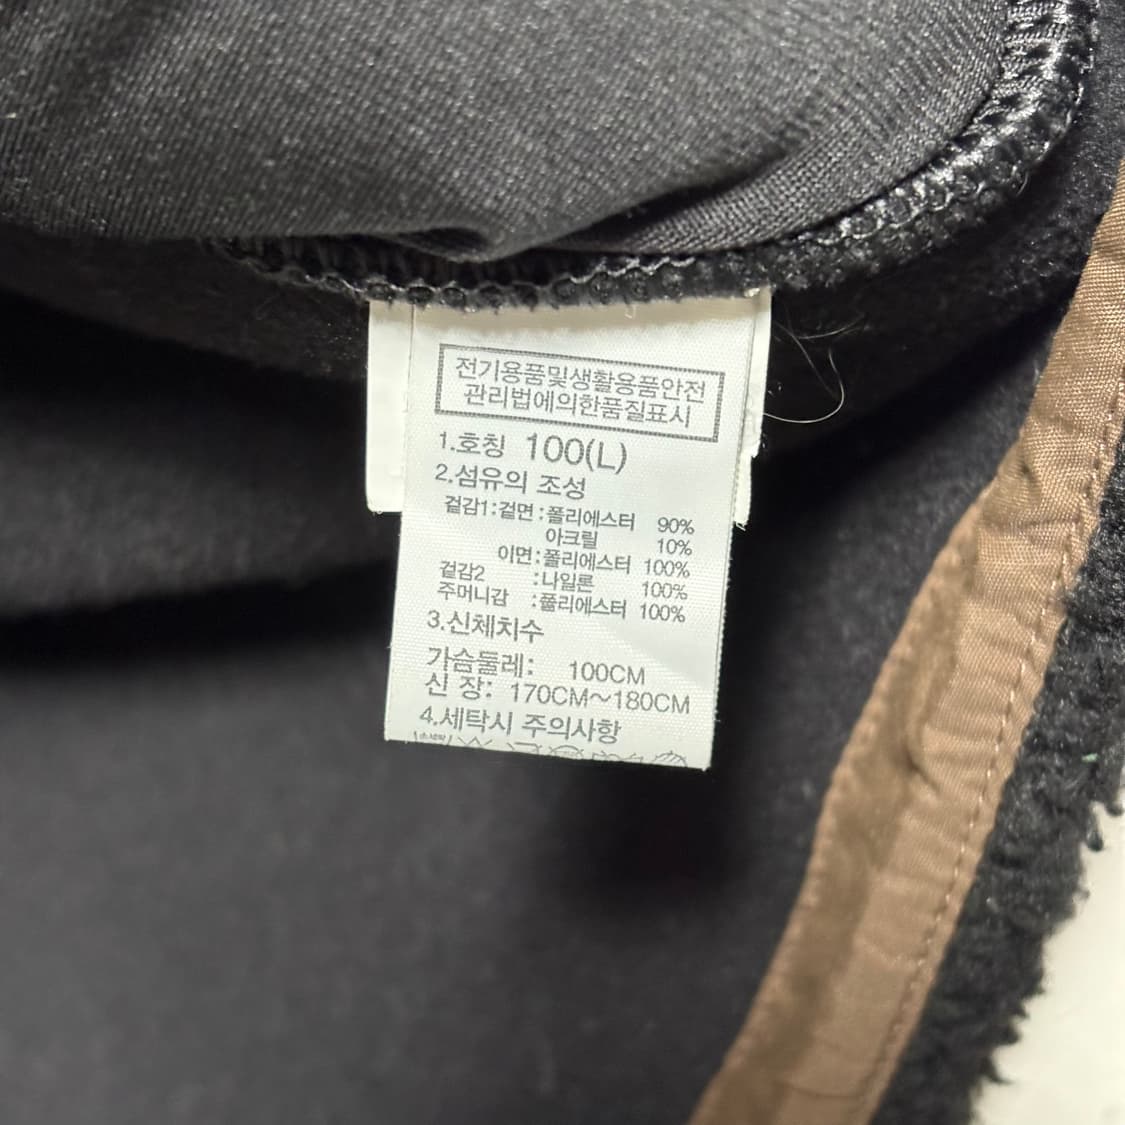 전기용품및생활용품안전
관리법에의한품질표시
1.호칭 100(L)
2.섬유의 조성
겉감1:겉면:폴리에스터 90%
아크릴 10%
이면:폴리에스터 100%
겉감2 :나일론 100%
주머니감 :폴리에스터 100%
3.신체치수
가슴둘레: 100CM
신 장: 170CM~180CM
4.세탁시 주의사항